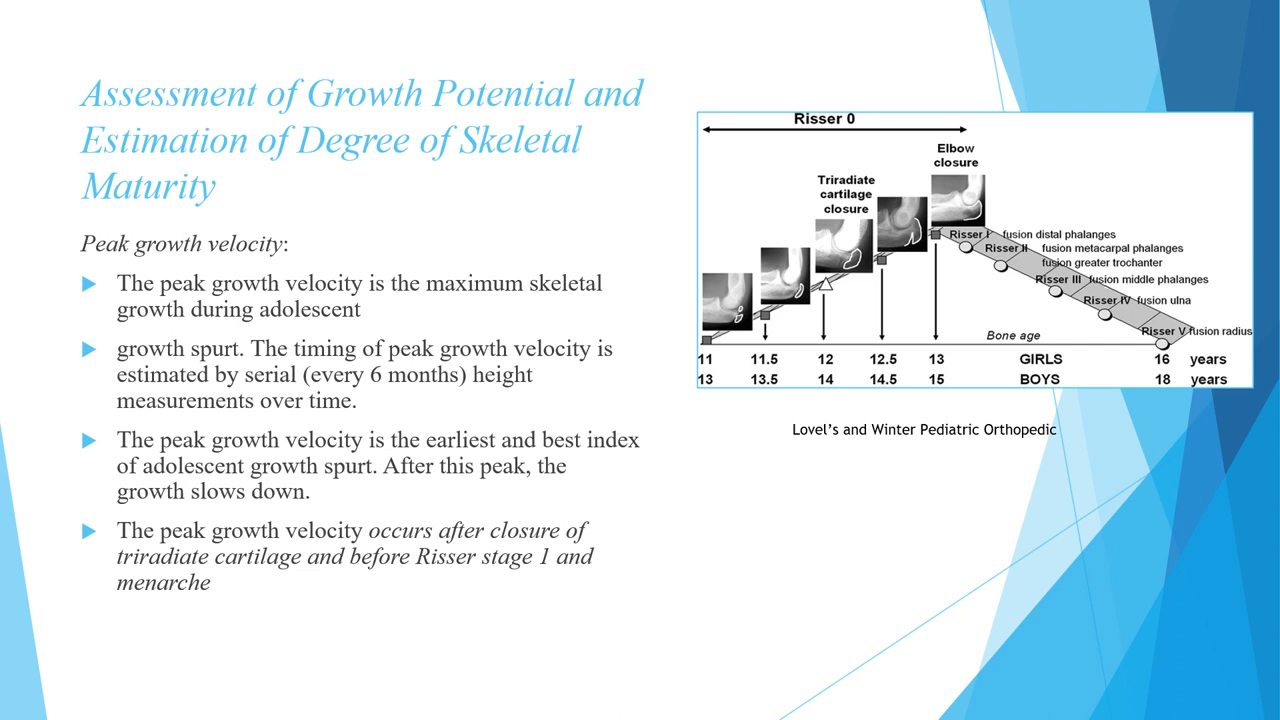 Assessment of Growth Potential and
Estimation of Degree of Skeletal
Maturity
Peak growth velocity:
The peak growth velocity is the maximum skeletal
growth during adolescent
growth spurt. The timing of peak growth velocity is
estimated by serial (every 6 months) height
measurements over time.
The peak growth velocity is the earliest and best index
of adolescent growth spurt. After this peak, the
growth slows down.
The peak growth velocity occurs after closure of
triradiate cartilage and before Risser stage 1 and
menarche
Risser 0
Elbow
closure
Triradiate
cartilage
closure
Risser I fusion distal phalanges
Risser II fusion metacarpal phalanges
fusion greater trochanter
Risser III fusion middle phalanges
Risser IV fusion ulna
Risser V fusion radius
Bone age
11 11.5 12 12.5 13 GIRLS 16 years
13 13.5 14 14.5 15 BOYS 18 years
Lovel's and Winter Pediatric Orthopedic